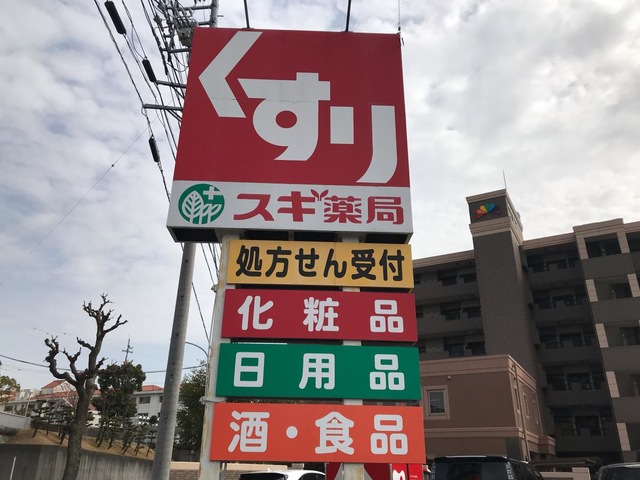 くすり
スギ薬局
処方せん受付
化粧品
日用品
酒・食品